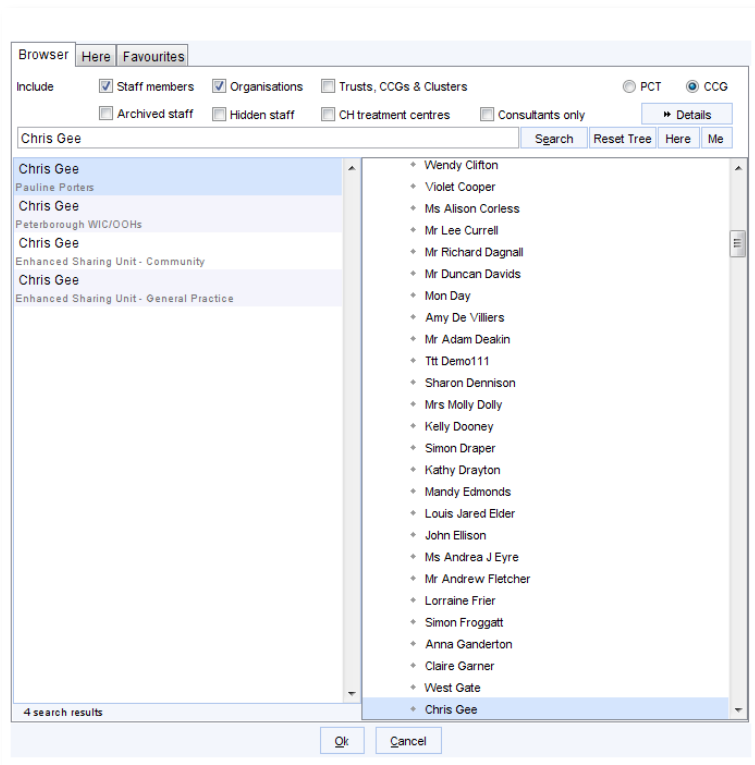 Browser Here Favourites
Include Staff members Organisations Trusts, CCGs & Clusters PCT CCG
Archived staff Hidden staff CH treatment centres Consultants only Details
Chris Gee Search Reset Tree Here Me
Chris Gee
Pauline Porters
Chris Gee
Peterborough WIC/OOHs
Chris Gee
Enhanced Sharing Unit - Community
Chris Gee
Enhanced Sharing Unit - General Practice
4 search results
Wendy Clifton
Violet Cooper
Ms Alison Corless
Mr Lee Currell
Mr Richard Dagnall
Mr Duncan Davids
Mon Day
Amy De Villiers
Mr Adam Deakin
Ttt Demo111
Sharon Dennison
Mrs Molly Dolly
Kelly Dooney
Simon Draper
Kathy Drayton
Mandy Edmonds
Louis Jared Elder
John Ellison
Ms Andrea J Eyre
Mr Andrew Fletcher
Lorraine Frier
Simon Froggatt
Anna Ganderton
Claire Garner
West Gate
Chris Gee
Ok Cancel